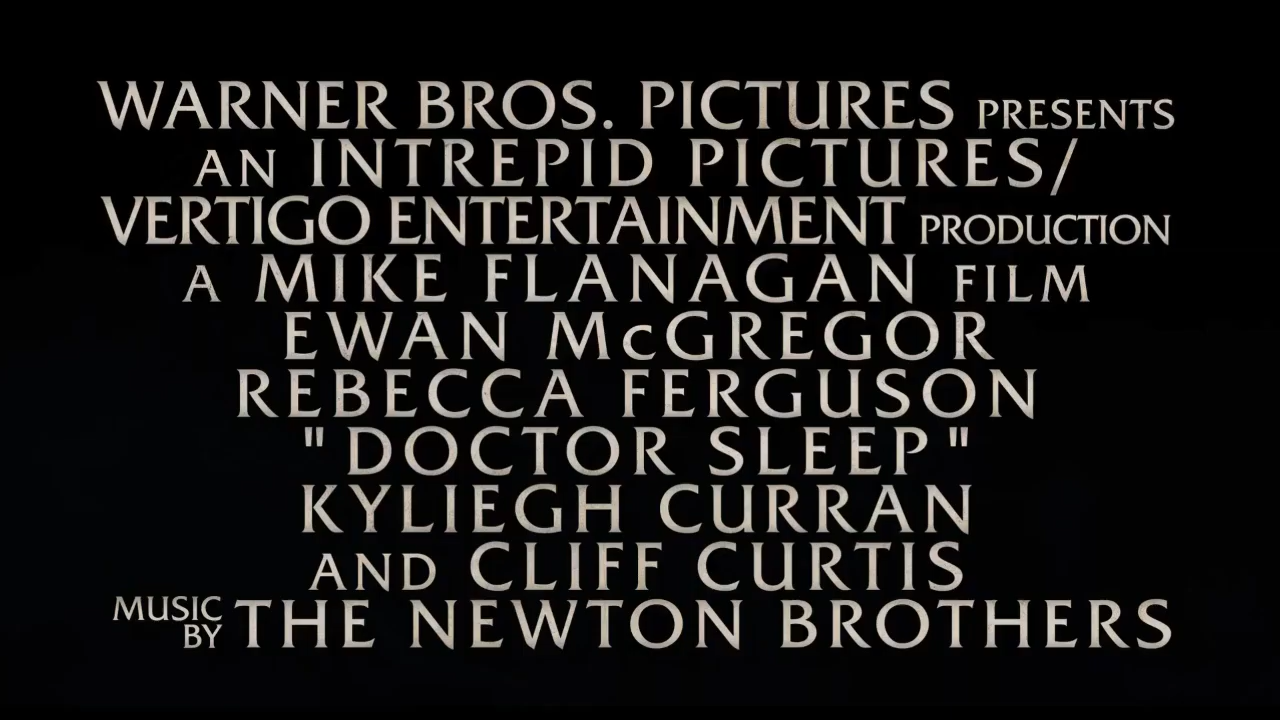 WARNER BROS. PICTURES PRESENTS
AN INTREPID PICTURES/
VERTIGO ENTERTAINMENT PRODUCTION
A MIKE FLANAGAN FILM
EWAN McGREGOR
REBECCA FERGUSON
"DOCTOR SLEEP"
KYLIEGH CURRAN
AND CLIFF CURTIS
MUSIC BY THE NEWTON BROTHERS